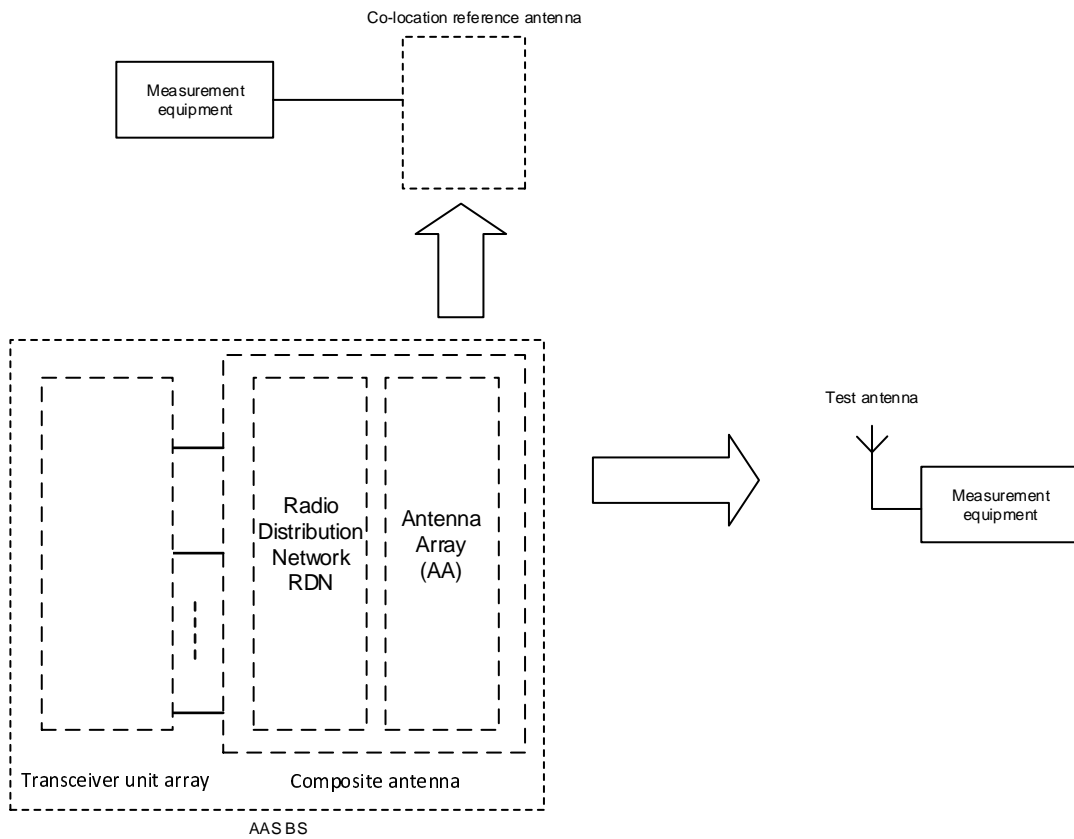 Co-location reference antenna
Measurement
equipment
Test antenna
Measurement
equipment
Radio
Distribution
Network
RDN
Antenna
Array
(AA)
Transceiver unit array
Composite antenna
AAS BS